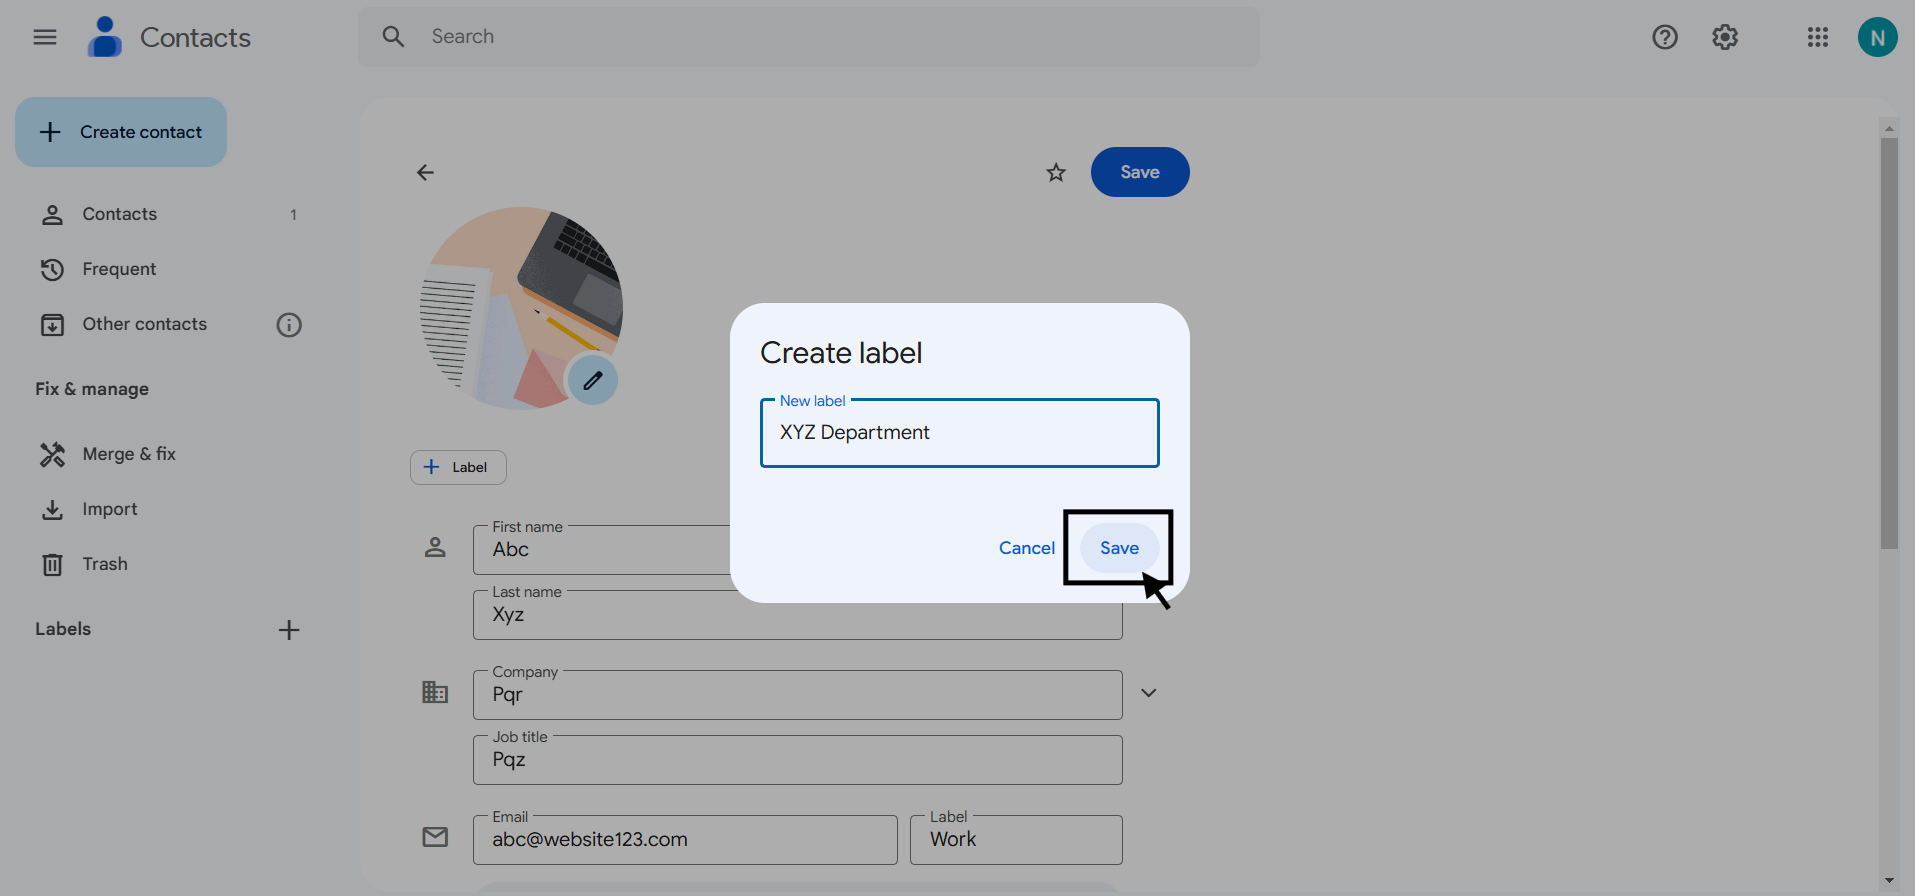 Contacts
Search
N
Create contact
Contacts 1
Frequent
Other contacts
Fix & manage
Merge & fix
Import
Trash
Labels
Save
Label
First name
Abc
Last name
Xyz
Company
Pqr
Job title
Pqz
Email
abc@website123.com
Label
Work
Create label
New label
XYZ Department
Cancel Save